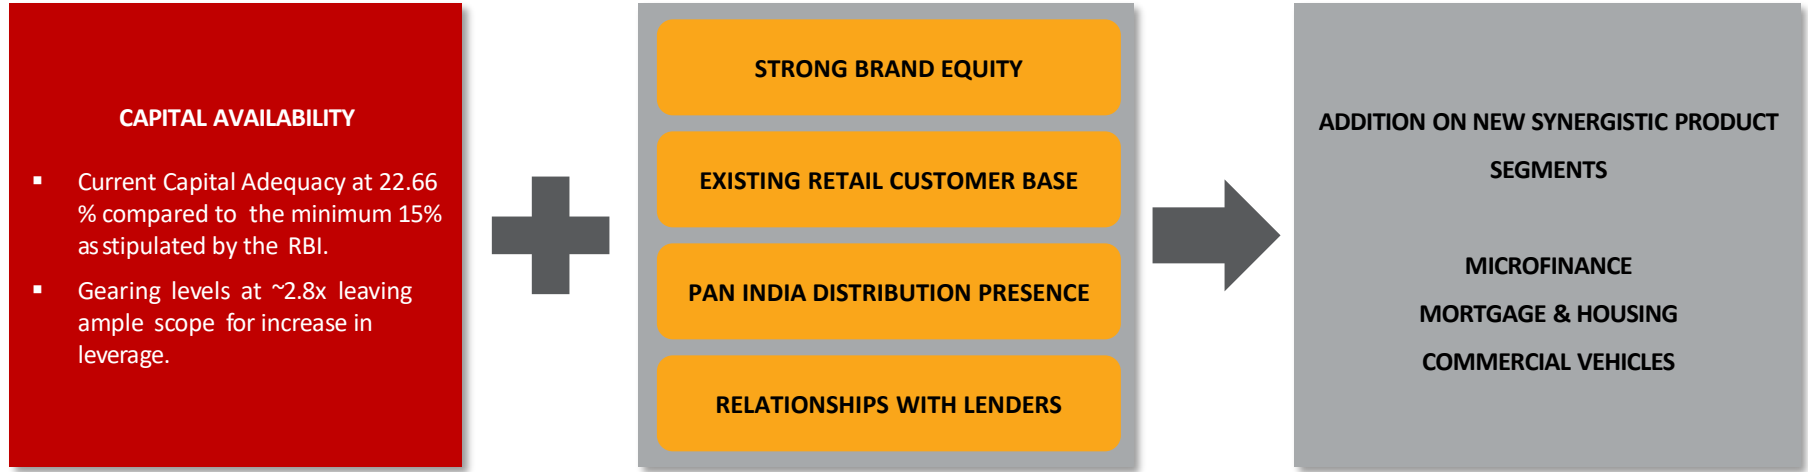 CAPITAL AVAILABILITY
▪ Current Capital Adequacy at 22.66
% compared to the minimum 15%
as stipulated by the RBI.
▪ Gearing levels at ~2.8x leaving
ample scope for increase in
leverage.
STRONG BRAND EQUITY
EXISTING RETAIL CUSTOMER BASE
PAN INDIA DISTRIBUTION PRESENCE
RELATIONSHIPS WITH LENDERS
ADDITION ON NEW SYNERGISTIC PRODUCT
SEGMENTS
MICROFINANCE
MORTGAGE & HOUSING
COMMERCIAL VEHICLES